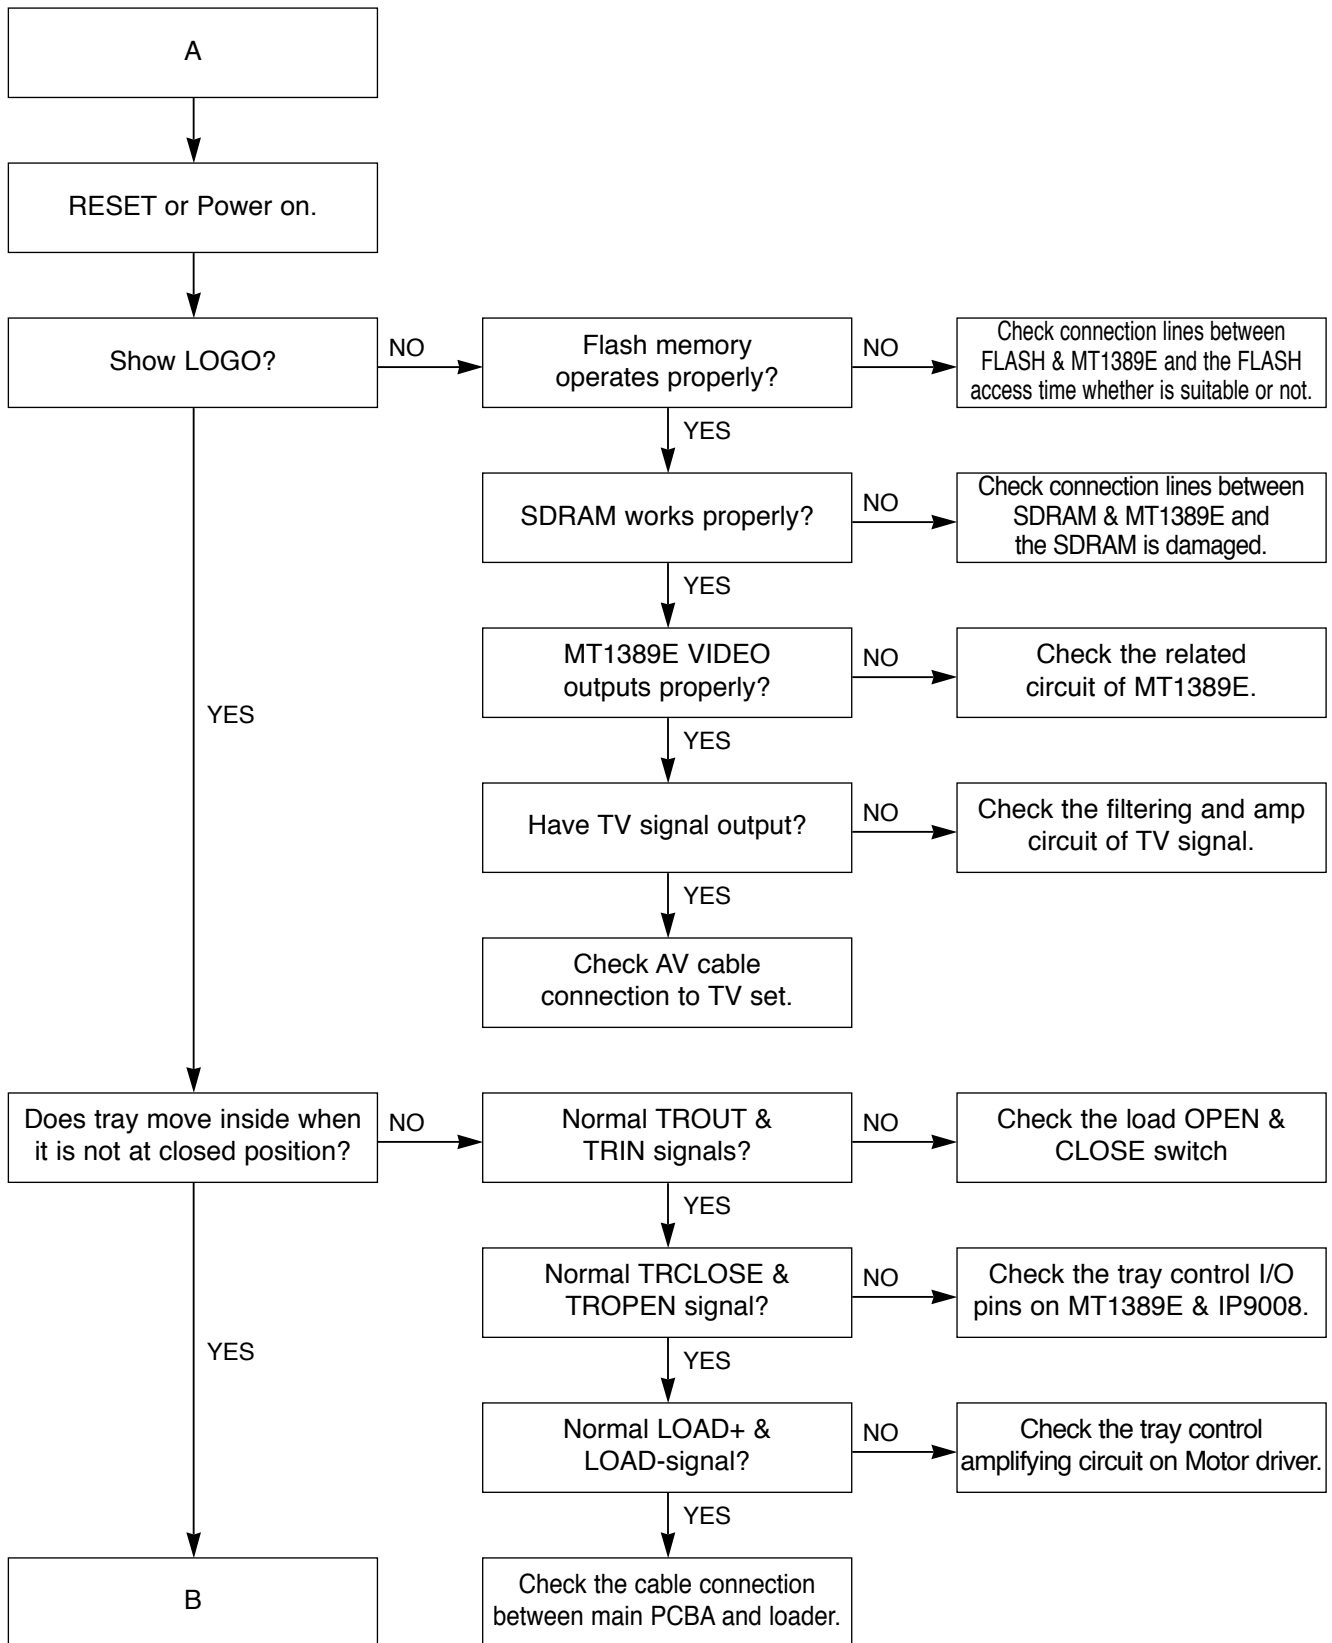 A
RESET or Power on.
Show LOGO?
NO
Flash memory
operates properly?
NO
Check connection lines between
FLASH & MT1389E and the FLASH
access time whether is suitable or not.
YES
SDRAM works properly?
NO
Check connection lines between
SDRAM & MT1389E and
the SDRAM is damaged.
YES
MT1389E VIDEO
outputs properly?
NO
Check the related
circuit of MT1389E.
YES
YES
Have TV signal output?
NO
Check the filtering and amp
circuit of TV signal.
YES
Check AV cable
connection to TV set.
Does tray move inside when
it is not at closed position?
NO
Normal TROUT &
TRIN signals?
NO
Check the load OPEN &
CLOSE switch
YES
Normal TRCLOSE &
TROPEN signal?
NO
Check the tray control I/O
pins on MT1389E & IP9008.
YES
YES
Normal LOAD+ &
LOAD-signal?
NO
Check the tray control
amplifying circuit on Motor driver.
YES
B
Check the cable connection
between main PCBA and loader.